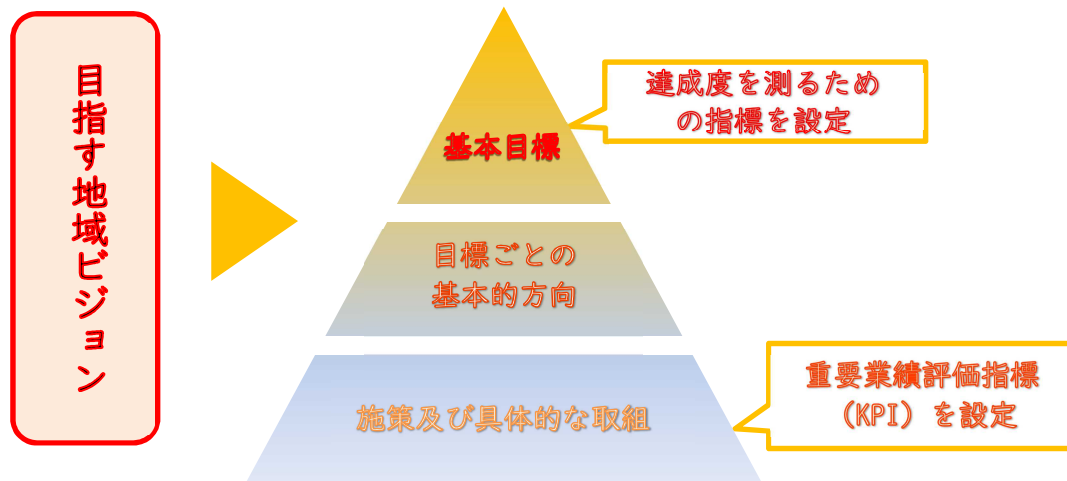 目指す地域ビジョン
基本目標
達成度を測るため
の指標を設定
目標ごとの
基本的方向
施策及び具体的な取組
重要業績評価指標
（KPI）を設定